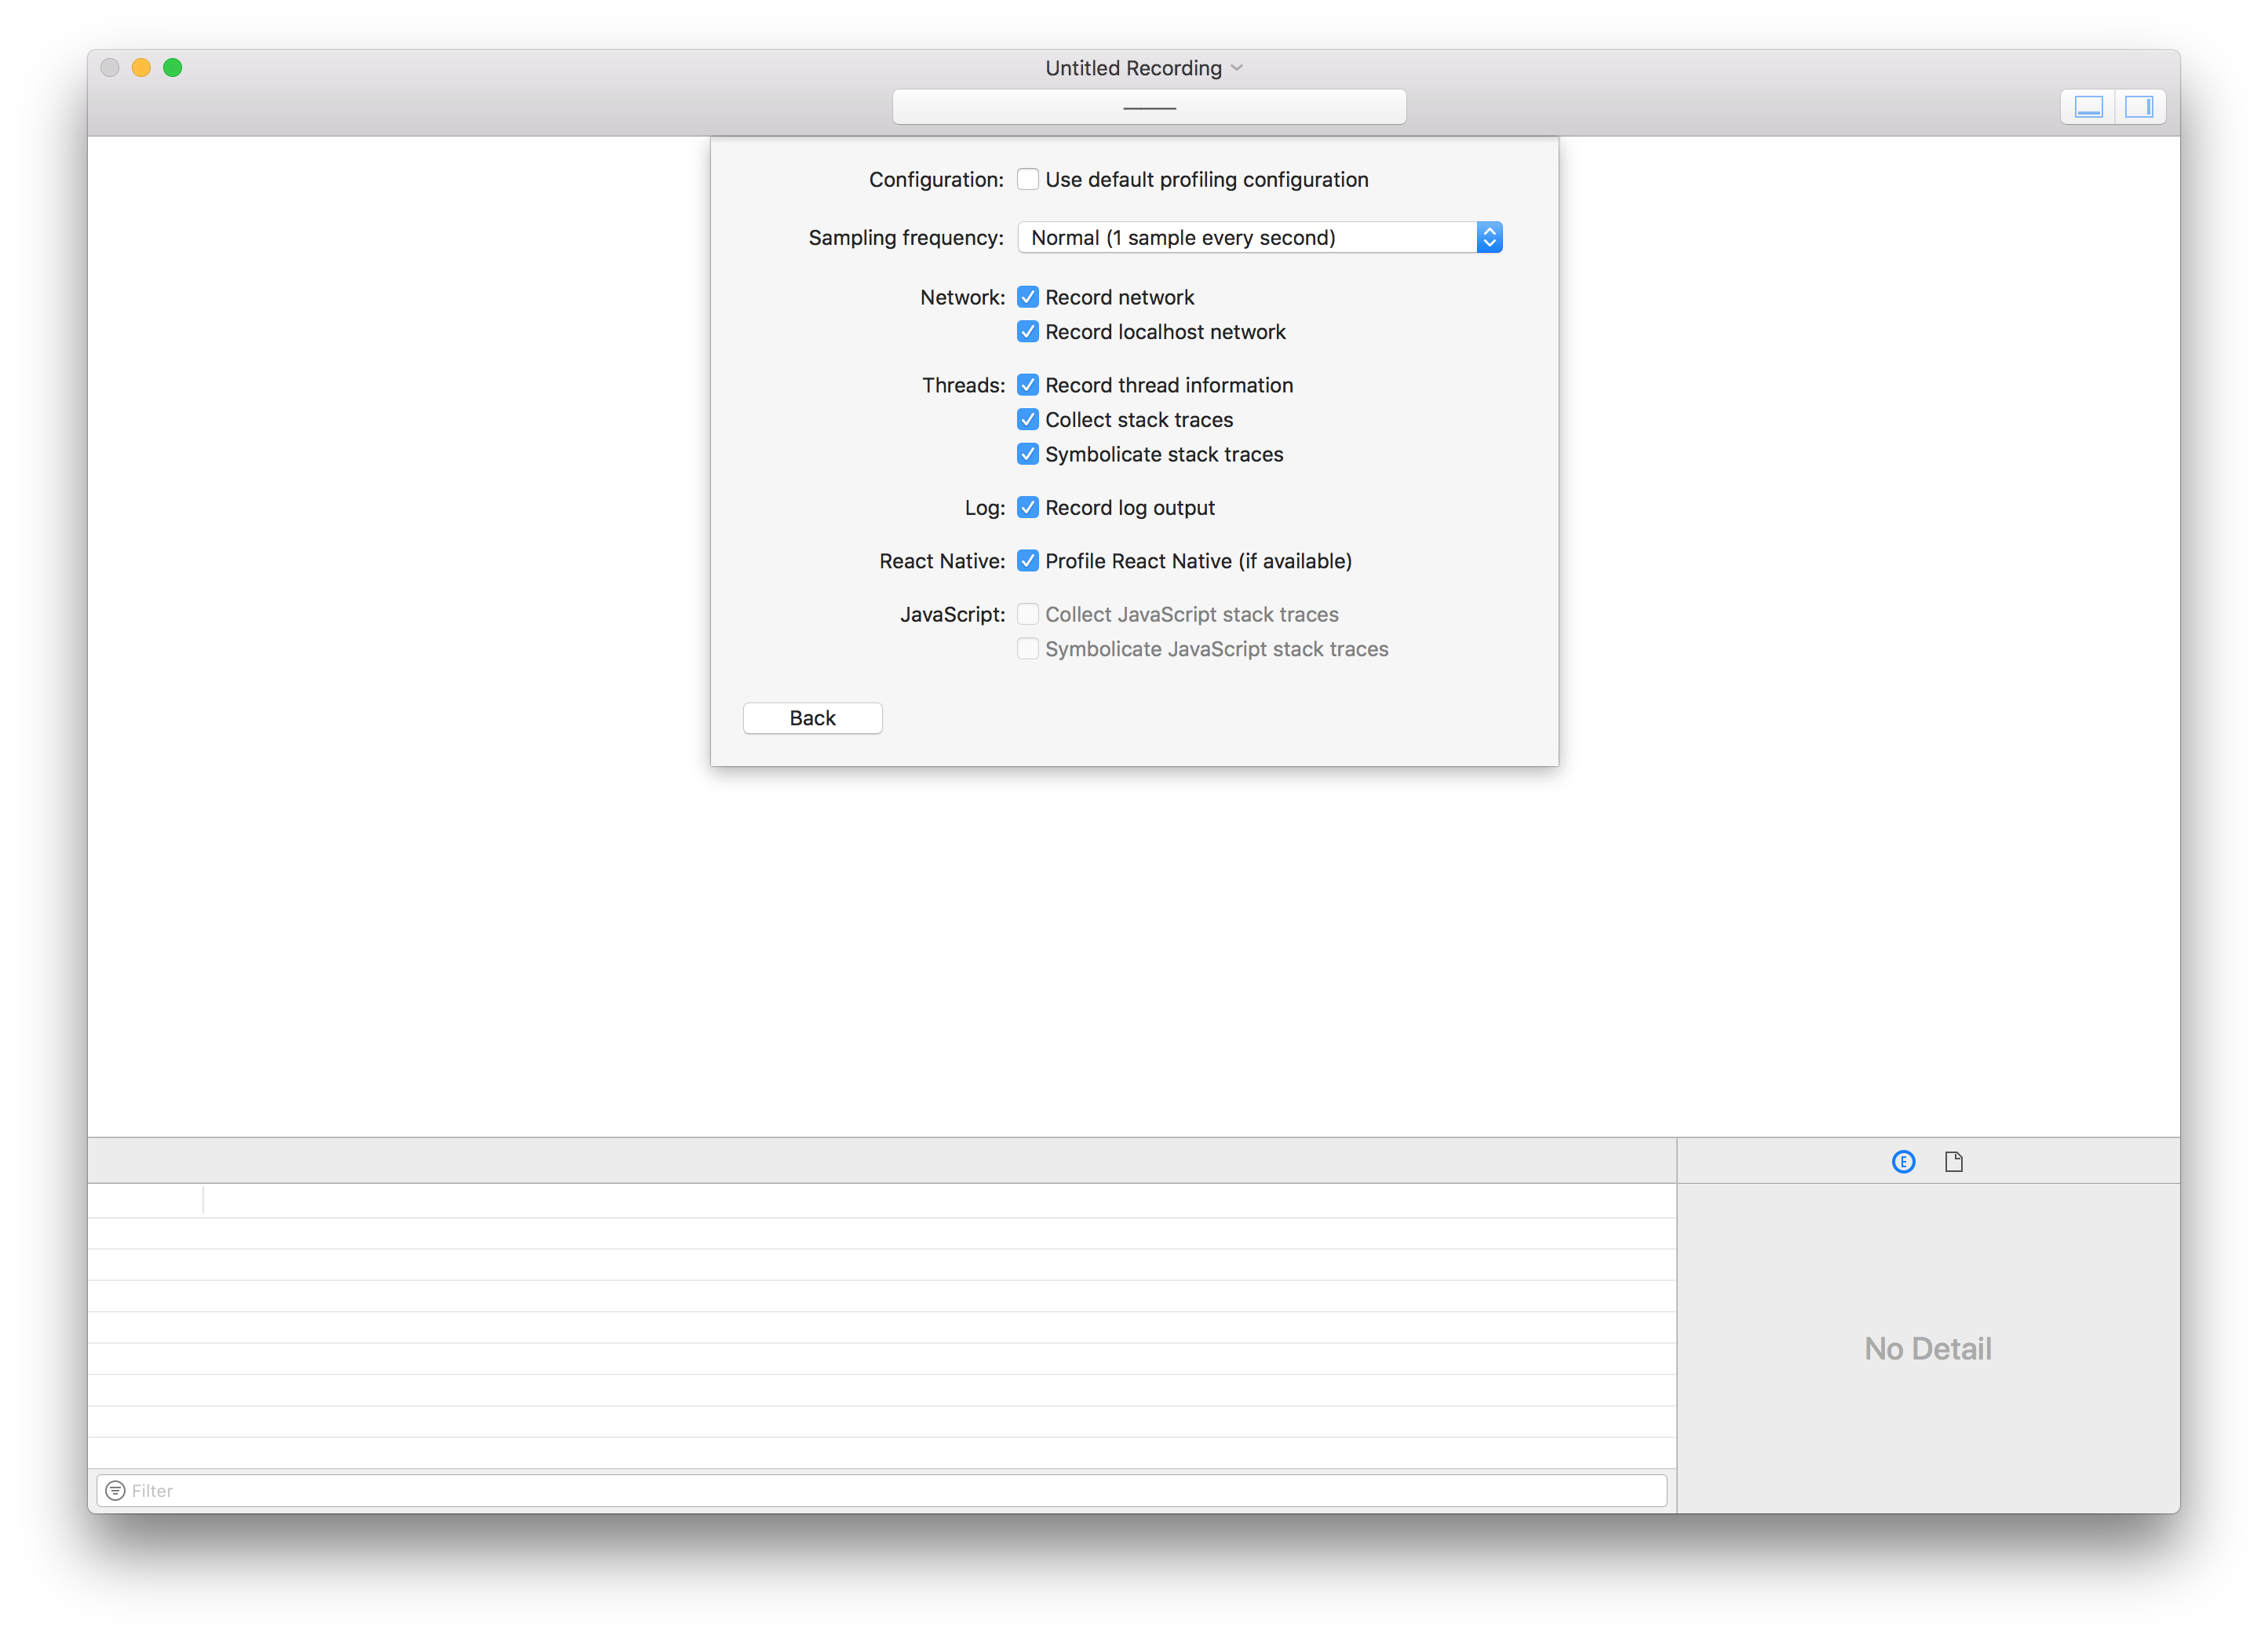 Untitled Recording
Configuration: Use default profiling configuration
Sampling frequency: Normal (1 sample every second)
Network: Record network
Record localhost network
Threads: Record thread information
Collect stack traces
Symbolicate stack traces
Log: Record log output
React Native: Profile React Native (if available)
JavaScript: Collect JavaScript stack traces
Symbolicate JavaScript stack traces
Back
E
No Detail
Filter